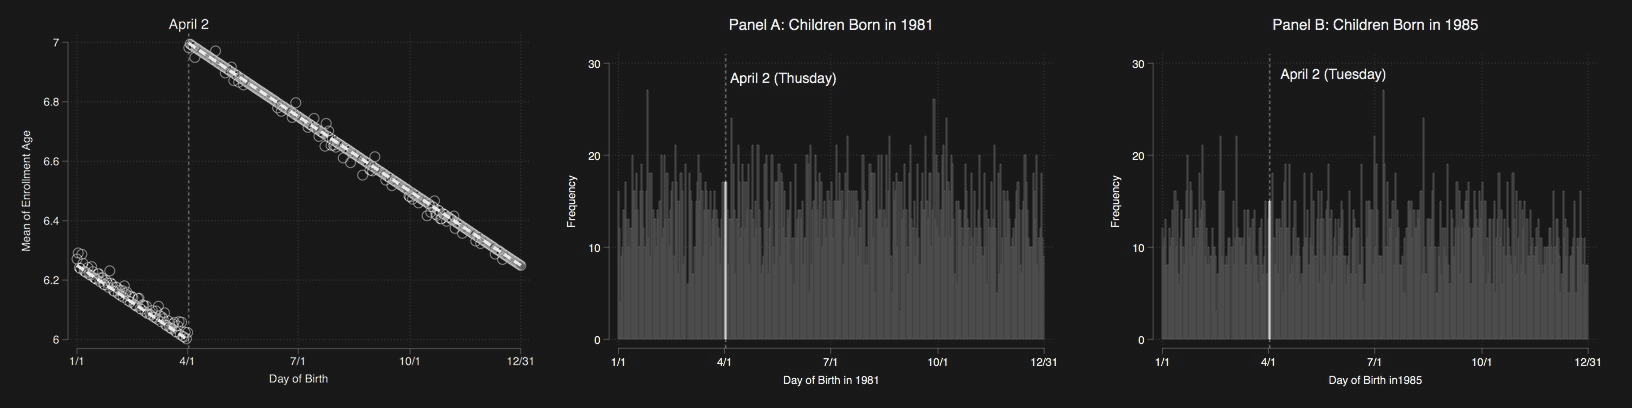 April 2
7
6.8
6.6
6.4
6.2
6
Mean of Enrollment Age
1/1
4/1
7/1
10/1
12/31
Day of Birth
Panel A: Children Born in 1981
April 2 (Thusday)
30
20
10
0
Frequency
1/1
4/1
7/1
10/1
12/31
Day of Birth in 1981
Panel B: Children Born in 1985
April 2 (Tuesday)
30
20
10
0
Frequency
1/1
4/1
7/1
10/1
12/31
Day of Birth in1985